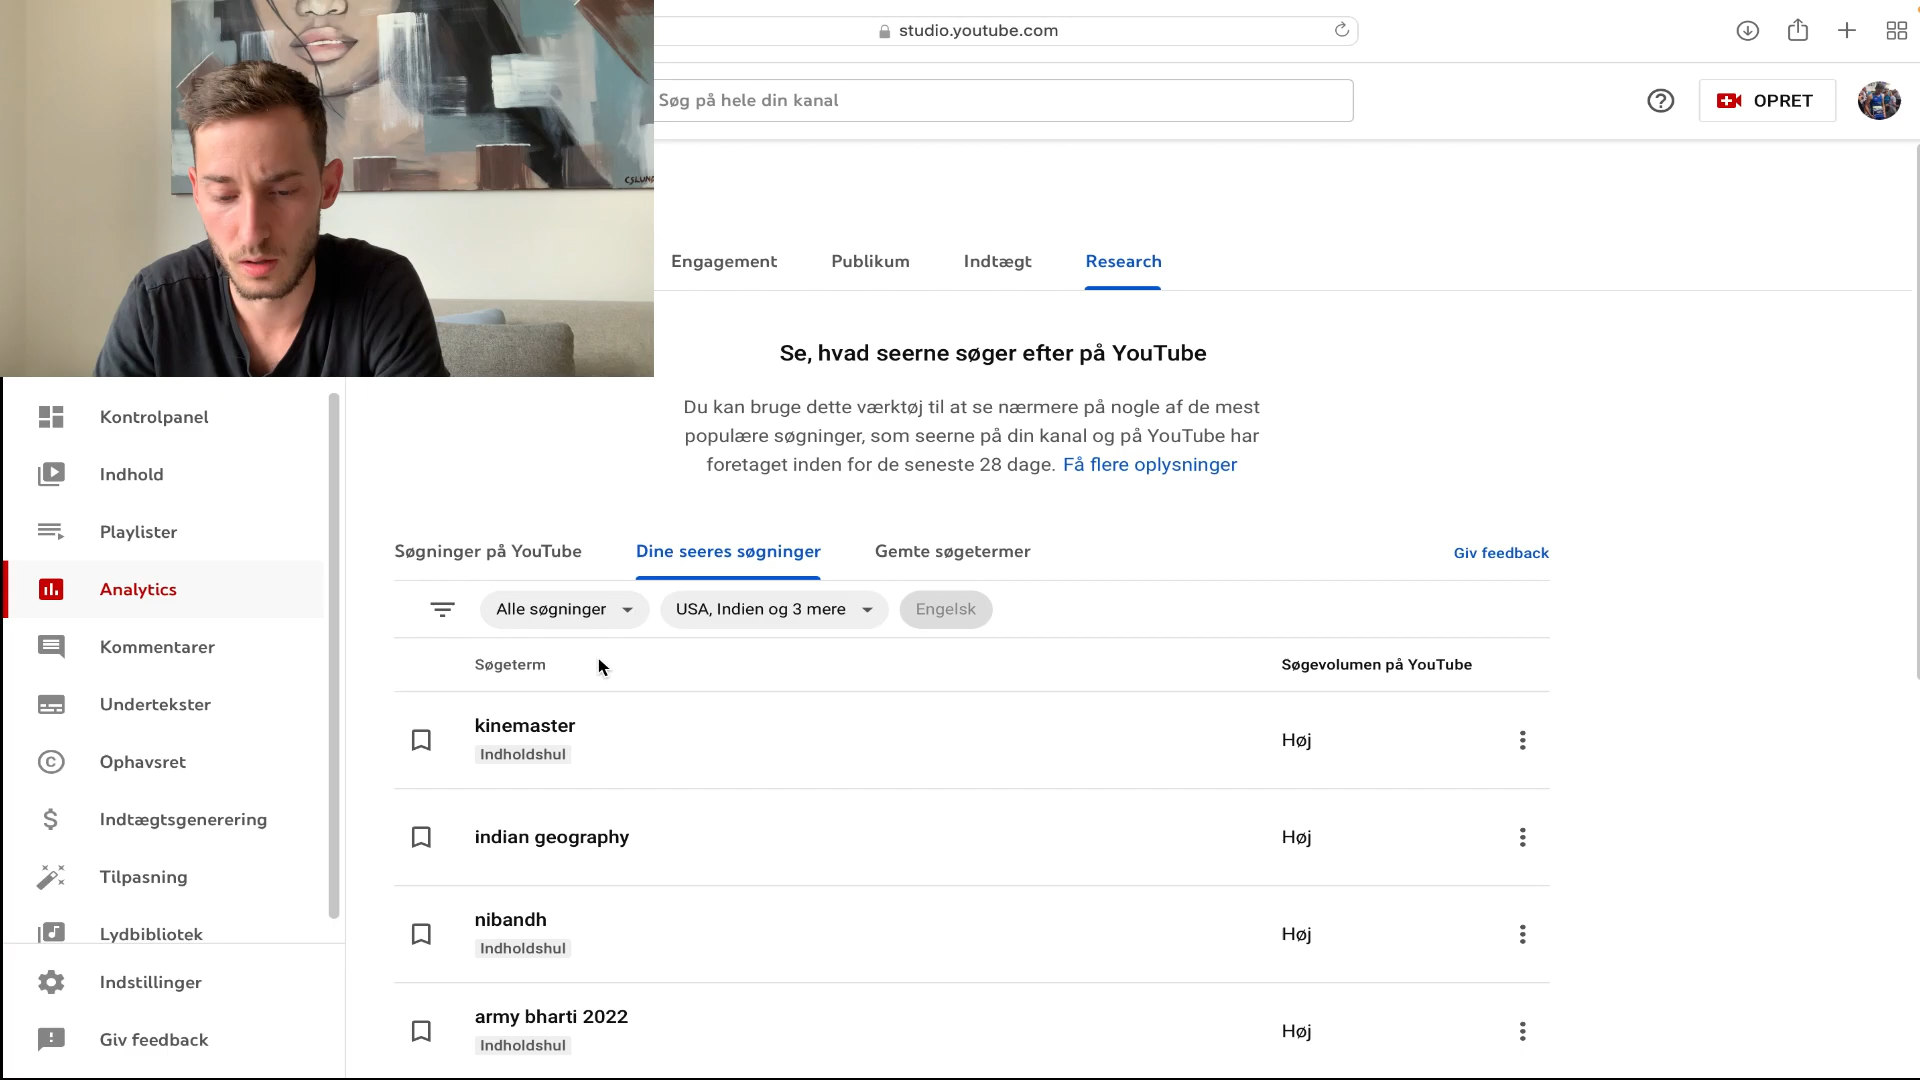 studio.youtube.com
Søg på hele din kanal
OPRET
Engagement Publikum Indtægt Research
Se, hvad seerne søger efter på YouTube
Du kan bruge dette værktøj til at se nærmere på nogle af de mest
populære søgninger, som seerne på din kanal og på YouTube har
foretaget inden for de seneste 28 dage. Få flere oplysninger
Kontrolpanel
Indhold
Playlister
Analytics
Kommentarer
Undertekster
Ophavsret
Indtægtsgenerering
Tilpasning
Lydbibliotek
Indstillinger
Giv feedback
Søgninger på YouTube Dine seeres søgninger Gemte søgetermer Giv feedback
Alle søgninger USA, Indien og 3 mere Engelsk
Søgeterm Søgevolumen på YouTube
kinemaster
Indholdshul
Høj
indian geography Høj
nibandh
Indholdshul
Høj
army bharti 2022
Indholdshul
Høj